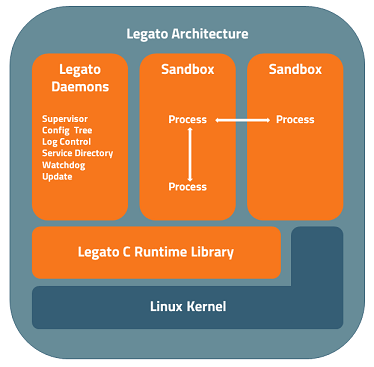 Legato Architecture
Legato
Daemons
Supervisor
Config Tree
Log Control
Service Directory
Watchdog
Update
Sandbox
Process
Process
Sandbox
Process
Legato C Runtime Library
Linux Kernel